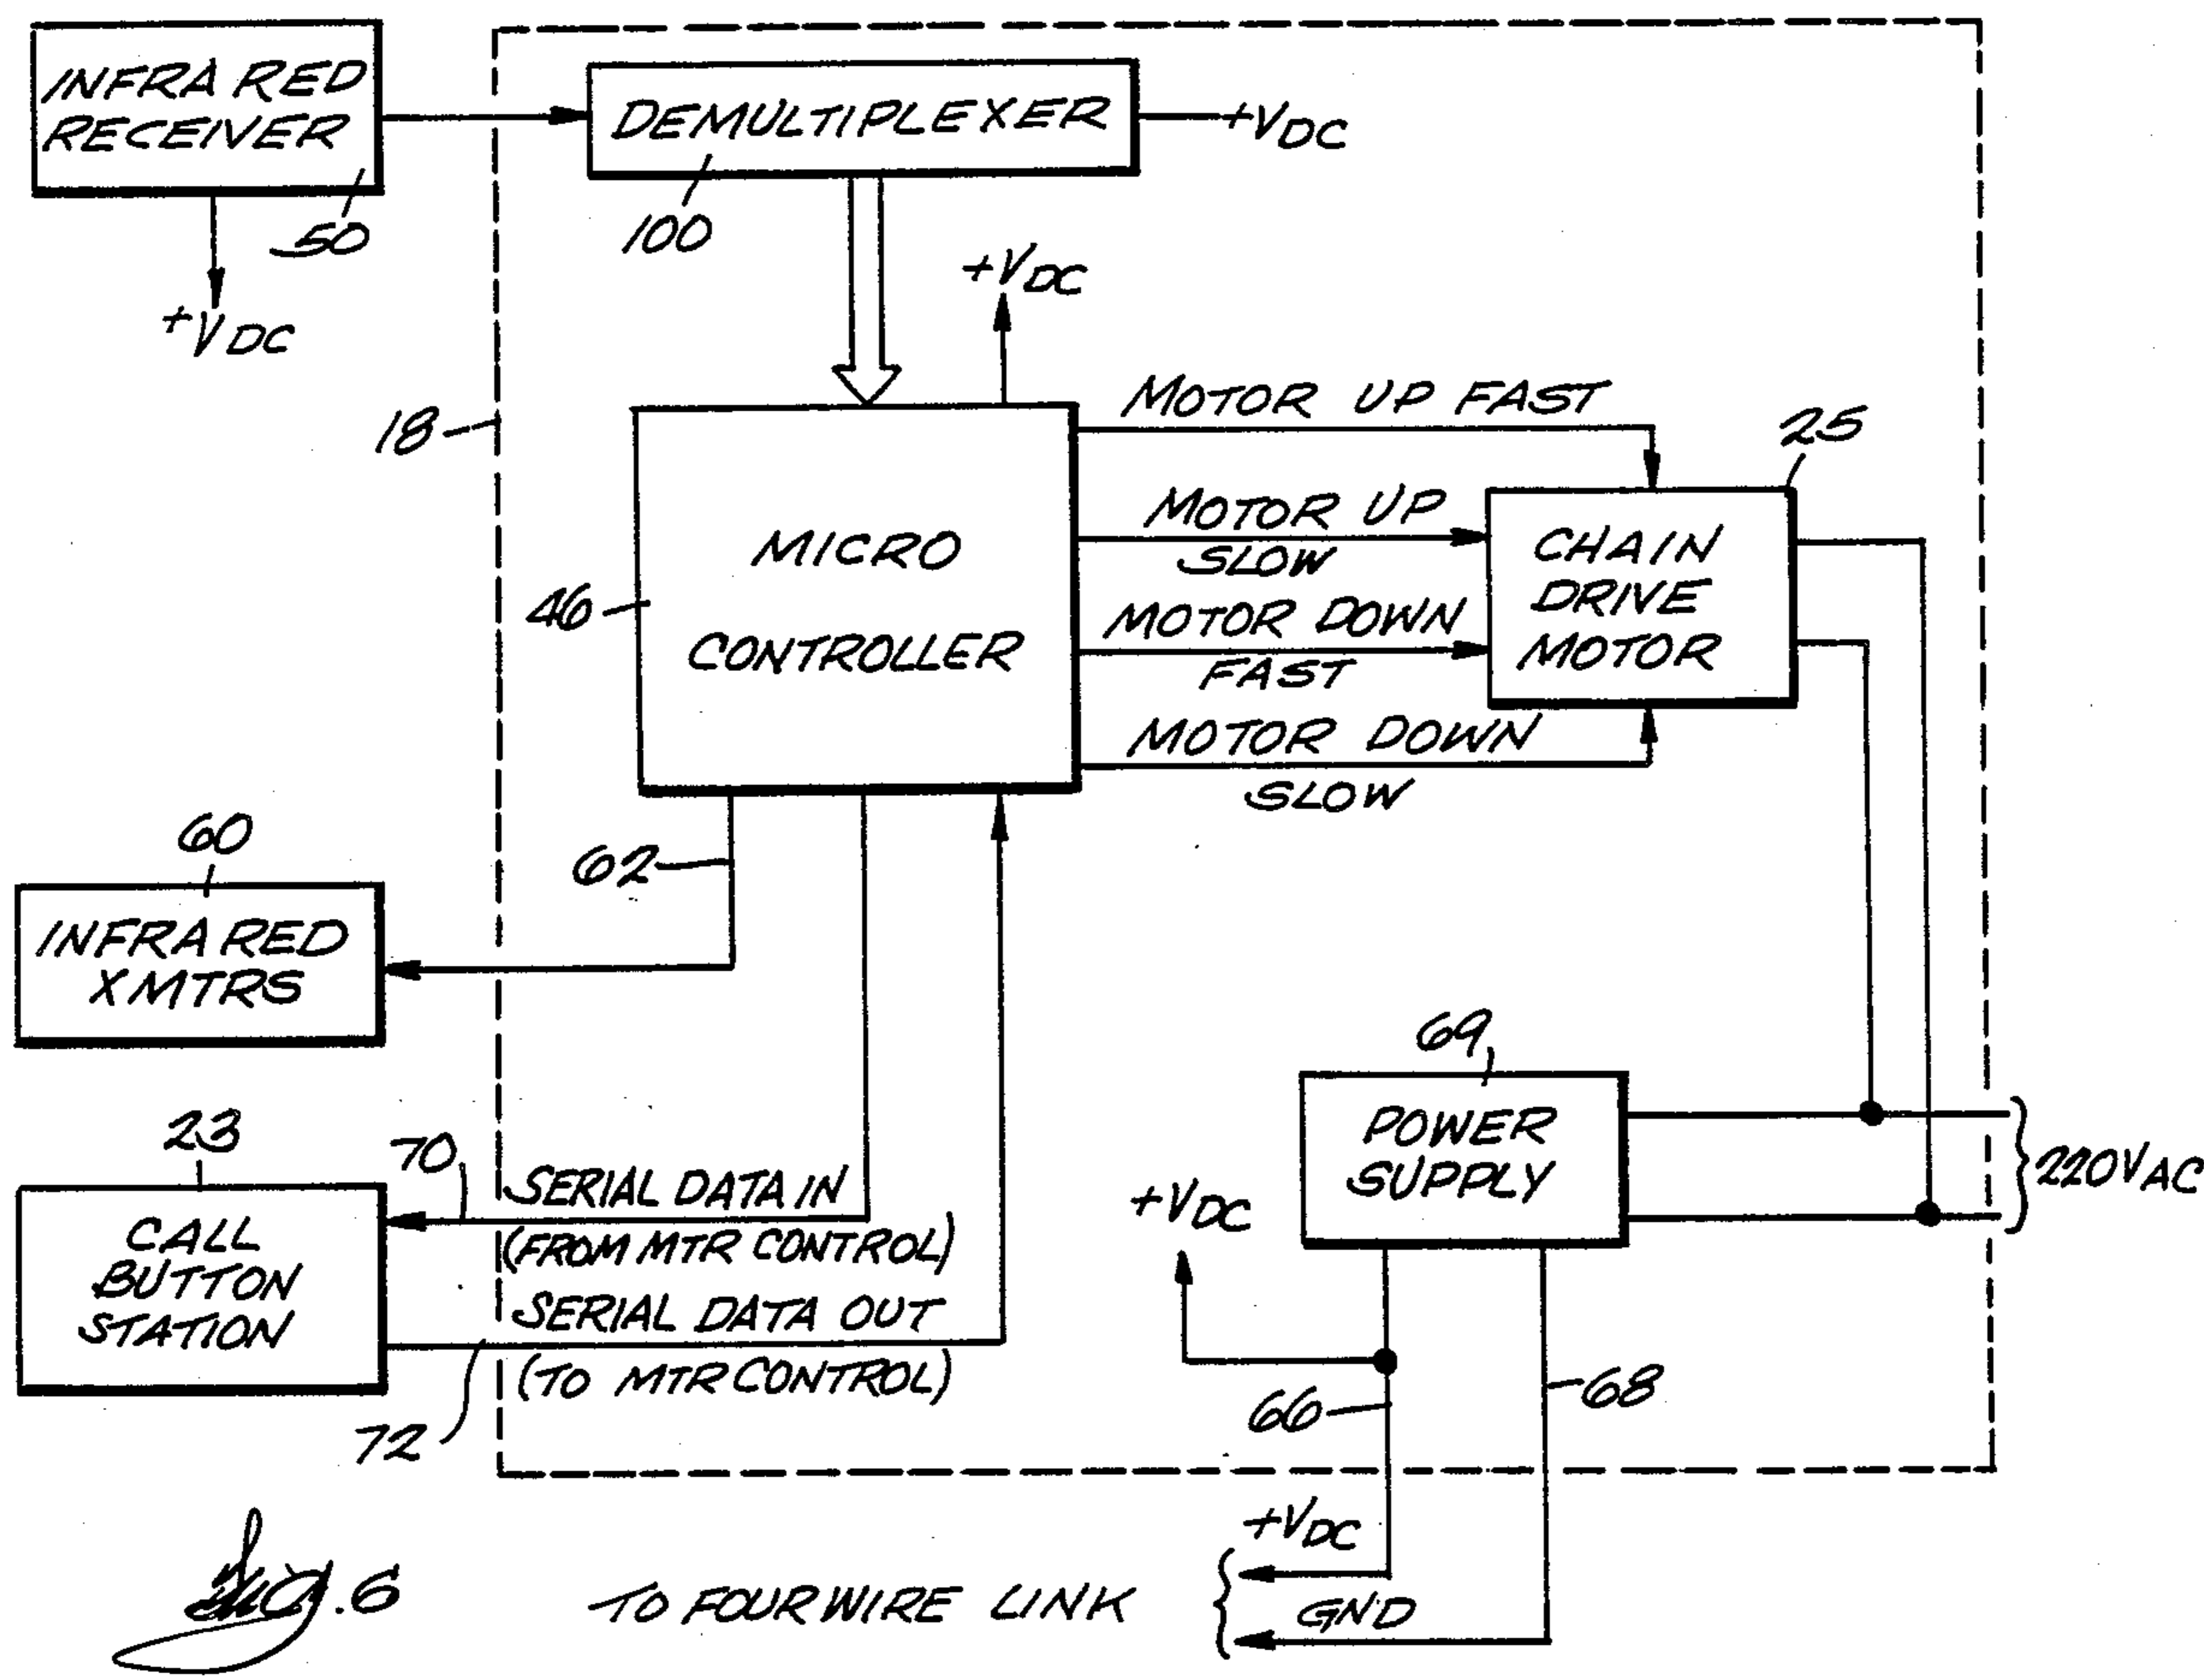 INFRA RED
RECEIVER
50
+VDC
DEMULTIPLEXER
100
+VDC
+VDC
18
MICRO
CONTROLLER
46
MOTOR UP FAST
MOTOR UP
SLOW
MOTOR DOWN
FAST
MOTOR DOWN
SLOW
25
CHAIN
DRIVE
MOTOR
60
INFRA RED
XMTRS
62
23
CALL
BUTTON
STATION
70
SERIAL DATA IN
(FROM MTR CONTROL)
SERIAL DATA OUT
(TO MTR CONTROL)
72
69
POWER
SUPPLY
220VAC
+VDC
66
68
+VDC
GND
TO FOUR WIRE LINK
Fig. 6